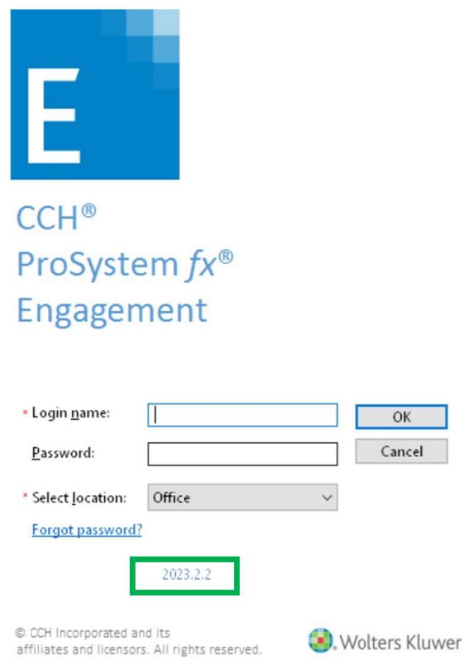 E
CCH®
ProSystem fx®
Engagement
* Login name:
OK
Password:
Cancel
* Select location:
Office
Forgot password?
2023.2.2
© CCH Incorporated and its
affiliates and licensors. All rights reserved.
Wolters Kluwer